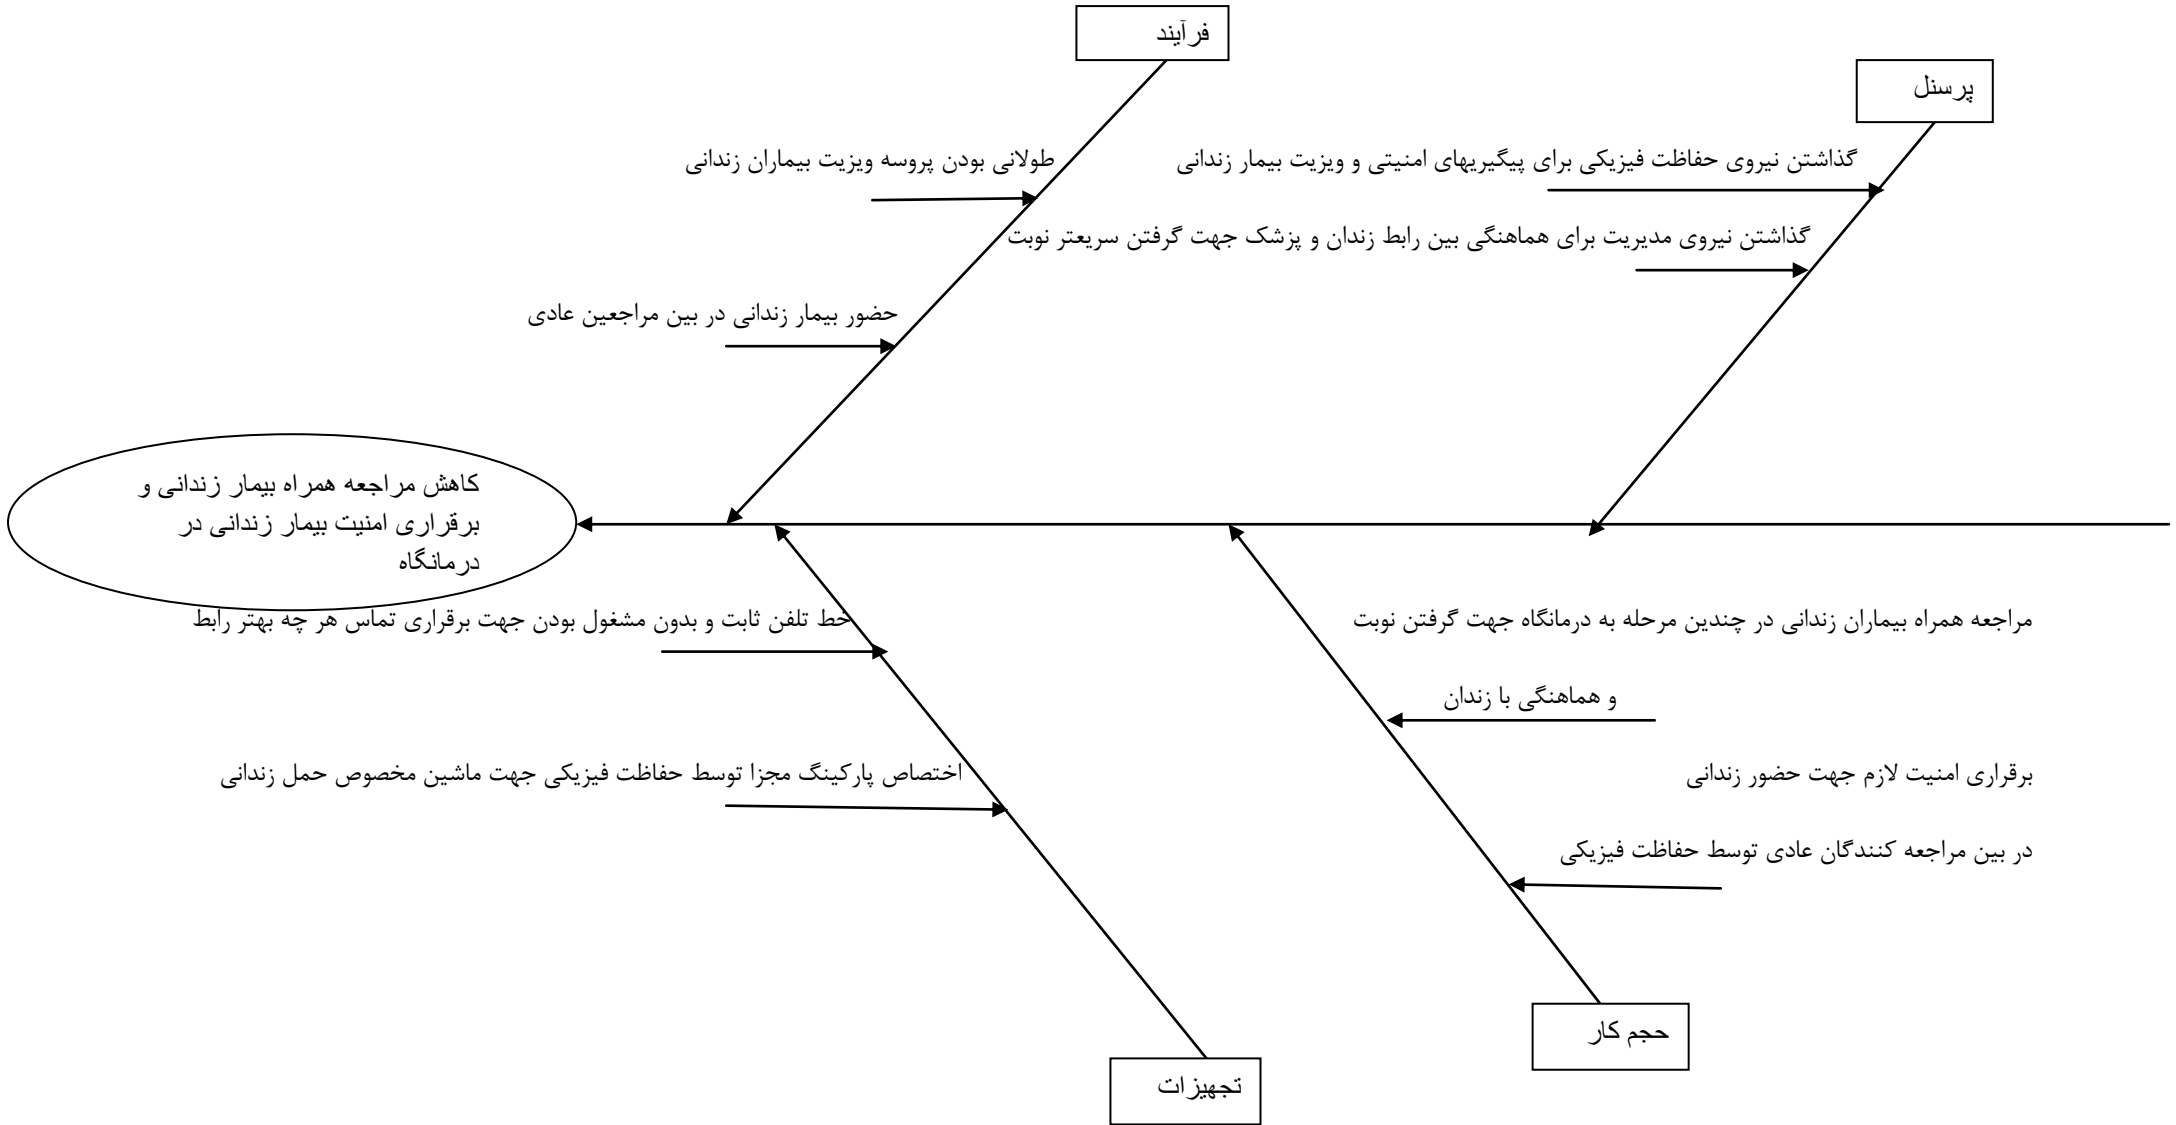 فرآیند
پرسنل
طولانی بودن پروسه ویزیت بیماران زندانی
گذاشتن نیروی حفاظت فیزیکی برای پیگیریهای امنیتی و ویزیت بیمار زندانی
گذاشتن نیروی مدیریت برای هماهنگی بین رابط زندان و پزشک جهت گرفتن سریعتر نوبت
حضور بیمار زندانی در بین مراجعین عادی
کاهش مراجعه همراه بیمار زندانی و
برقراری امنیت بیمار زندانی در
درمانگاه
مراجعه همراه بیماران زندانی در چندین مرحله به درمانگاه جهت گرفتن نوبت
و هماهنگی با زندان
خط تلفن ثابت و بدون مشغول بودن جهت برقراری تماس هر چه بهتر رابط
اختصاص پارکینگ مجزا توسط حفاظت فیزیکی جهت ماشین مخصوص حمل زندانی
برقراری امنیت لازم جهت حضور زندانی
در بین مراجعه کنندگان عادی توسط حفاظت فیزیکی
حجم کار
تجهیزات